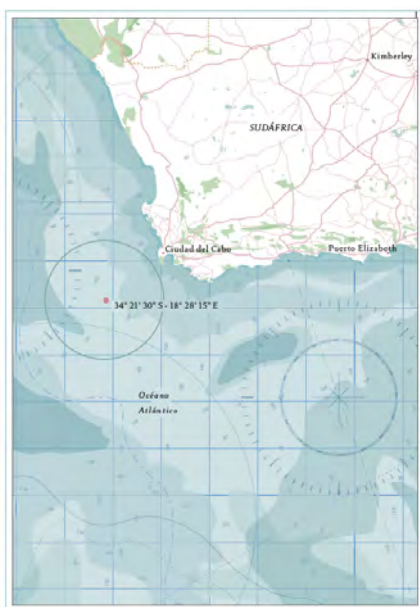 Kimberley
SUDÁFRICA
Ciudad del Cabo
Puerto Elizabeth
34° 21' 30" S - 18° 28' 15" E
Océano
Atlántico